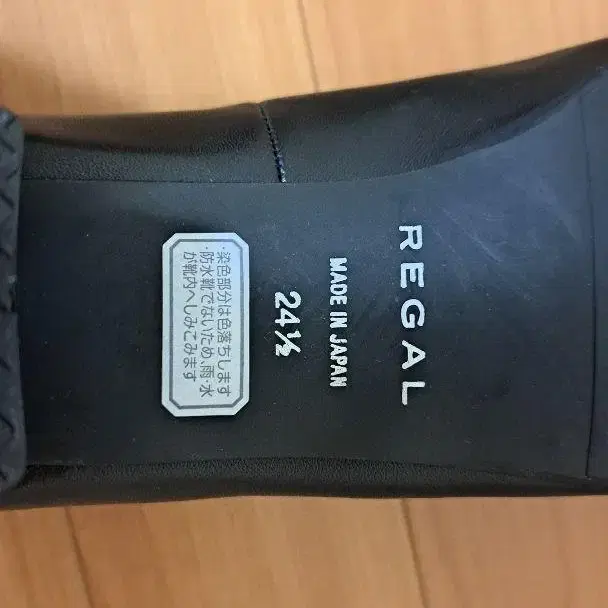 REGAL
MADE IN JAPAN
24½
・染色部分は色落ちします
・防水靴でないため、雨・水
が靴内へしみこみます